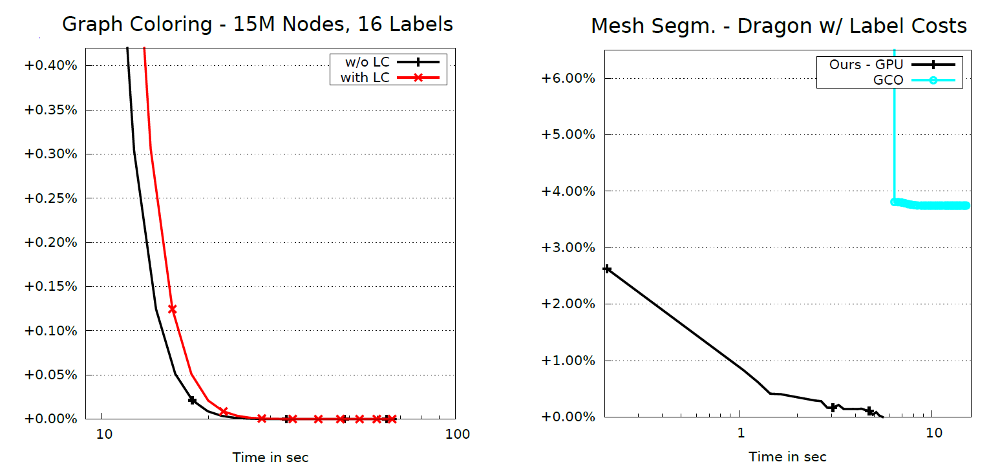 Graph Coloring - 15M Nodes, 16 Labels
w/o LC
with LC
+0.40%
+0.35%
+0.30%
+0.25%
+0.20%
+0.15%
+0.10%
+0.05%
+0.00%
10
100
Time in sec
Mesh Segm. - Dragon w/ Label Costs
Ours - GPU
GCO
+6.00%
+5.00%
+4.00%
+3.00%
+2.00%
+1.00%
+0.00%
1
10
Time in sec